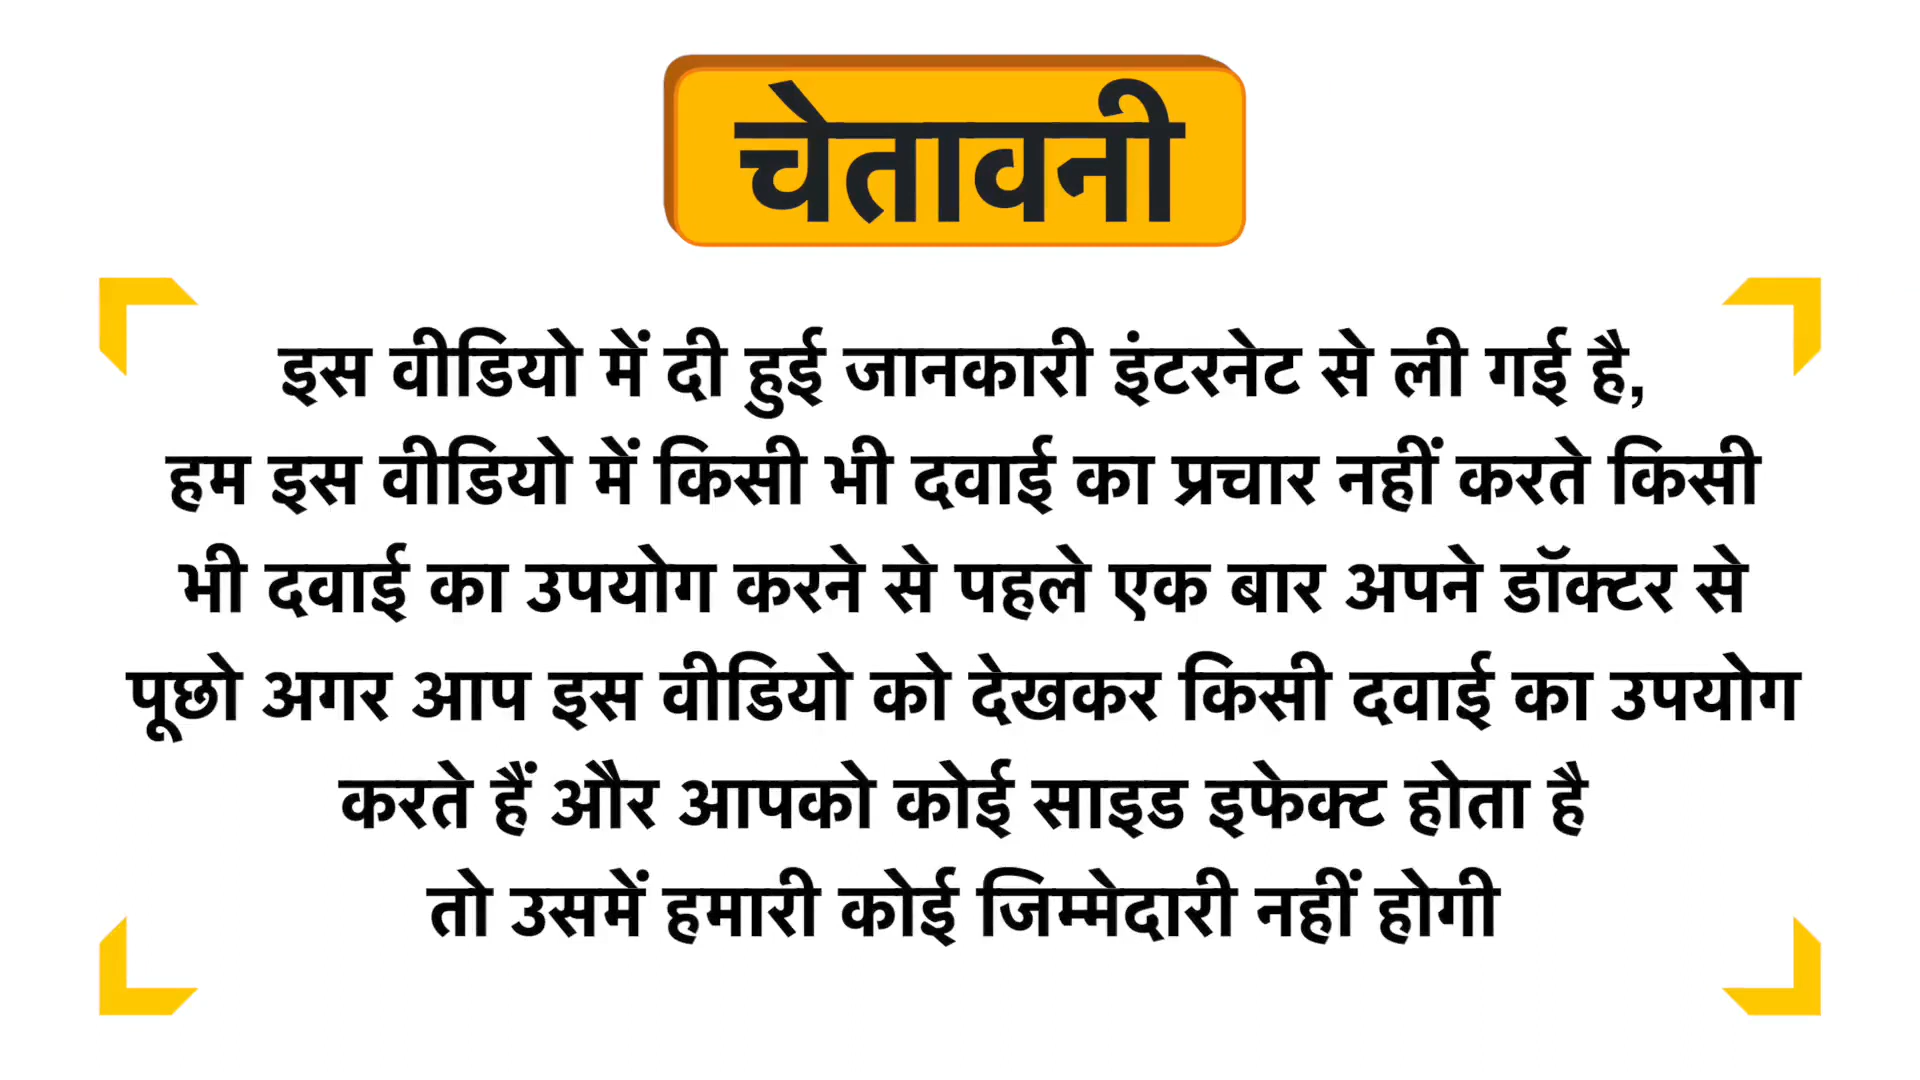 चेतावनी
इस वीडियो में दी हुई जानकारी इंटरनेट से ली गई है,
हम इस वीडियो में किसी भी दवाई का प्रचार नहीं करते किसी
भी दवाई का उपयोग करने से पहले एक बार अपने डॉक्टर से
पूछो अगर आप इस वीडियो को देखकर किसी दवाई का उपयोग
करते हैं और आपको कोई साइड इफेक्ट होता है
तो उसमें हमारी कोई जिम्मेदारी नहीं होगी